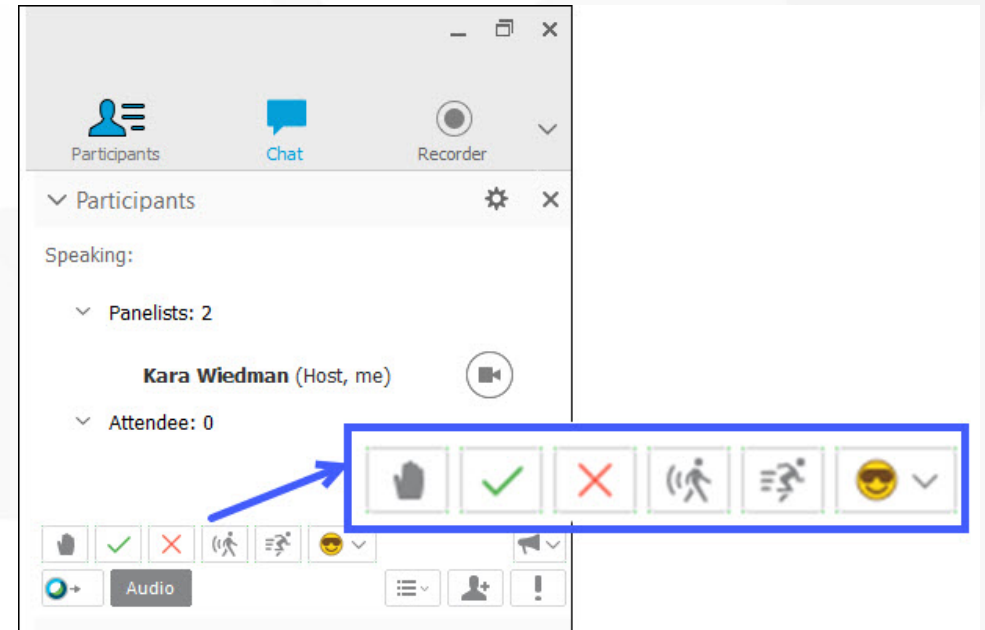 Participants Chat Recorder
Participants
Speaking:
Panelists: 2
Kara Wiedman (Host, me)
Attendee: 0
Audio